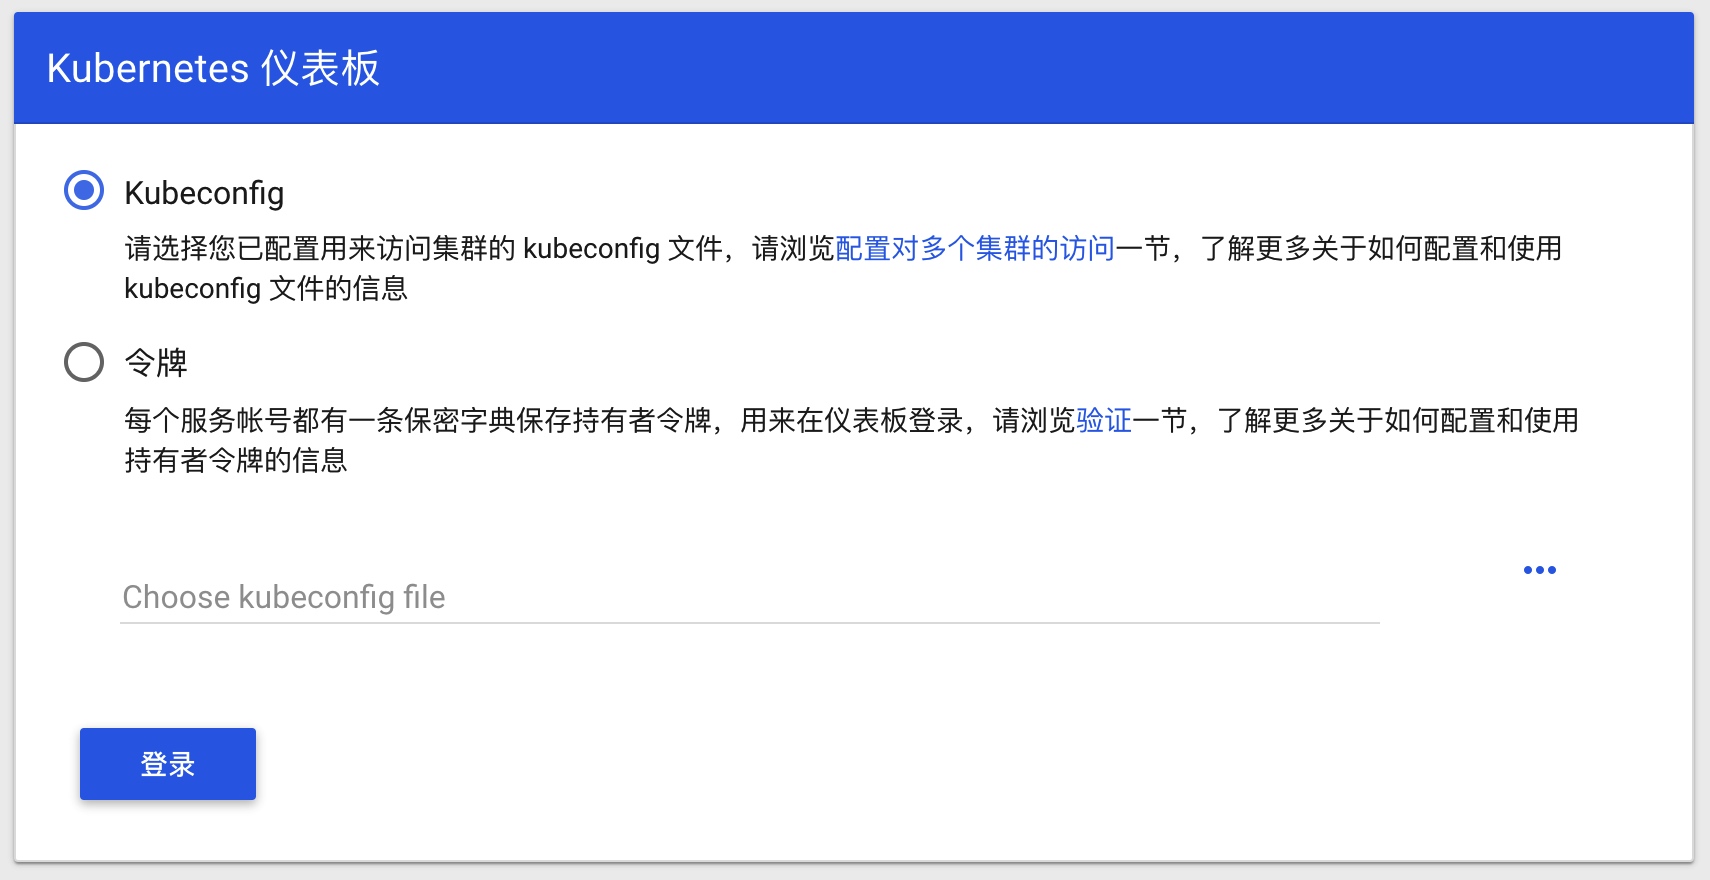 Kubernetes 仪表板
Kubeconfig
请选择您已配置用来访问集群的 kubeconfig 文件，请浏览配置对多个集群的访问一节，了解更多关于如何配置和使用
kubeconfig 文件的信息
令牌
每个服务帐号都有一条保密字典保存持有者令牌，用来在仪表板登录，请浏览验证一节，了解更多关于如何配置和使用
持有者令牌的信息
Choose kubeconfig file
登录